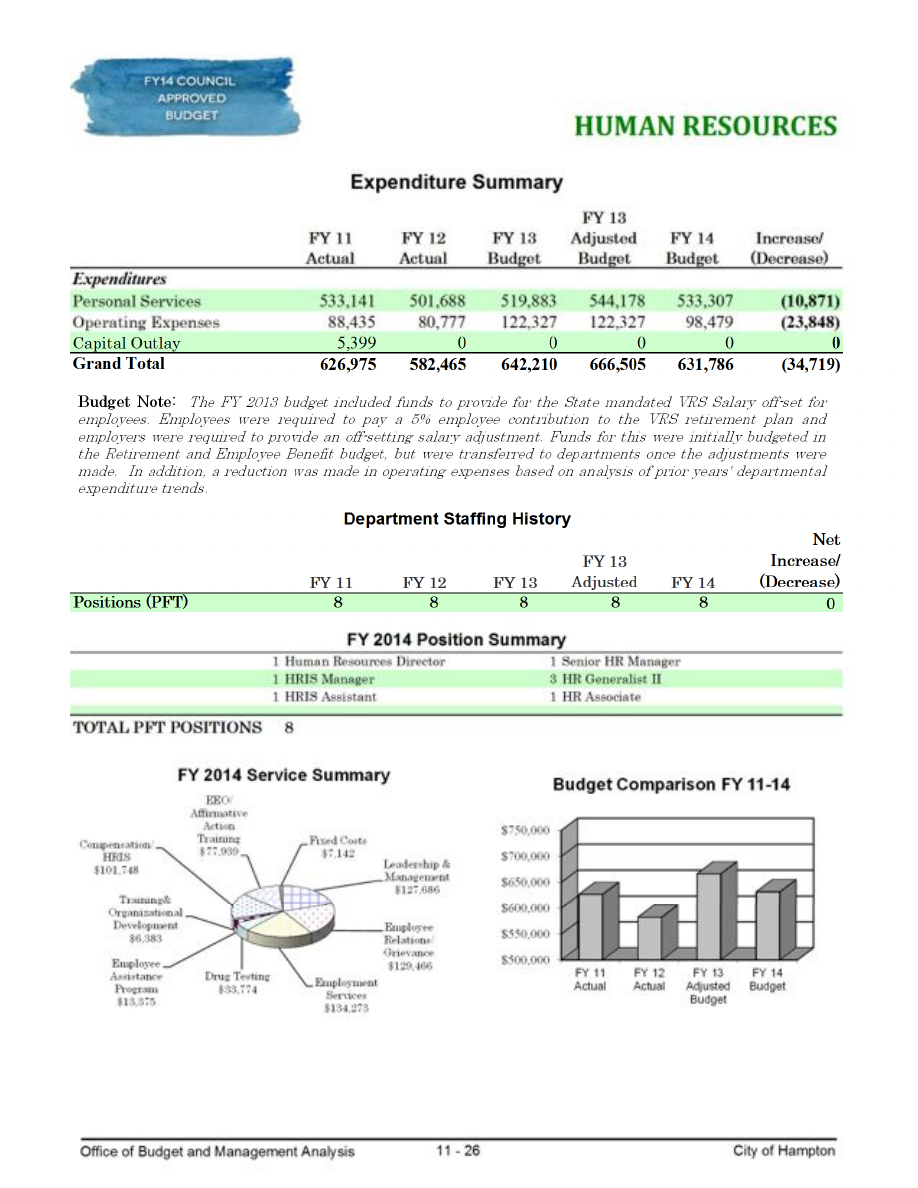 FY14 COUNCIL
APPROVED
BUDGET
HUMAN RESOURCES
Expenditure Summary
FY 13
FY 11 FY 12 FY 13 Adjusted FY 14 Increase/
Actual Actual Budget Budget Budget (Decrease)
Expenditures
Personal Services 533,141 501,688 519,883 544,178 533,307 (10,871)
Operating Expenses 88,435 80,777 122,327 122,327 98,479 (23,848)
Capital Outlay 5,399 0 0 0 0 0
Grand Total 626,975 582,465 642,210 666,505 631,786 (34,719)
Budget Note: The FY 2013 budget included funds to provide for the State mandated VRS Salary off-set for
employees. Employees were required to pay a 5% employee contribution to the VRS retirement plan and
employers were required to provide an off-setting salary adjustment. Funds for this were initially budgeted in
the Retirement and Employee Benefit budget, but were transferred to departments once the adjustments were
made. In addition, a reduction was made in operating expenses based on analysis of prior years' departmental
expenditure trends.
Department Staffing History
Net
FY 13 Increase/
FY 11 FY 12 FY 13 Adjusted FY 14 (Decrease)
Positions (PFT) 8 8 8 8 8 0
FY 2014 Position Summary
1 Human Resources Director 1 Senior HR Manager
1 HRIS Manager 3 HR Generalist II
1 HRIS Assistant 1 HR Associate
TOTAL PFT POSITIONS 8
FY 2014 Service Summary
EEO/
Affirmative
Action
Training
$77,939
Fixed Costs
$7,142
Compensation/
HRIS
$101,748
Leadership &
Management
$127,686
Training&
Organizational
Development
$6,383
Employee
Relations/
Grievance
$129,466
Employee
Assistance
Program
$13,375
Drug Testing
$33,774
Employment
Services
$134,273
Budget Comparison FY 11-14
$750,000
$700,000
$650,000
$600,000
$550,000
$500,000
FY 11 FY 12 FY 13 FY 14
Actual Actual Adjusted Budget
Budget
Office of Budget and Management Analysis 11 - 26 City of Hampton